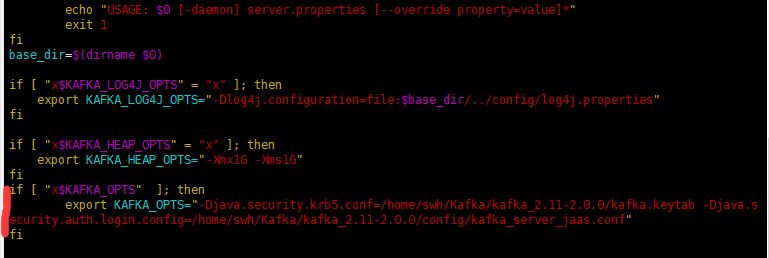 echo "USAGE: $0 [-daemon] server.properties [--override property=value]*"
exit 1
fi
base_dir=$(dirname $0)
if [ "x$KAFKA_LOG4J_OPTS" = "x" ]; then
export KAFKA_LOG4J_OPTS="-Dlog4j.configuration=file:$base_dir/../config/log4j.properties"
fi
if [ "x$KAFKA_HEAP_OPTS" = "x" ]; then
export KAFKA_HEAP_OPTS="-Xmx1G -Xms1G"
fi
if [ "x$KAFKA_OPTS"  ]; then
export KAFKA_OPTS="-Djava.security.krb5.conf=/home/swh/Kafka/kafka_2.11-2.0.0/kafka.keytab -Djava.s
ecurity.auth.login.config=/home/swh/Kafka/kafka_2.11-2.0.0/config/kafka_server_jaas.conf"
fi